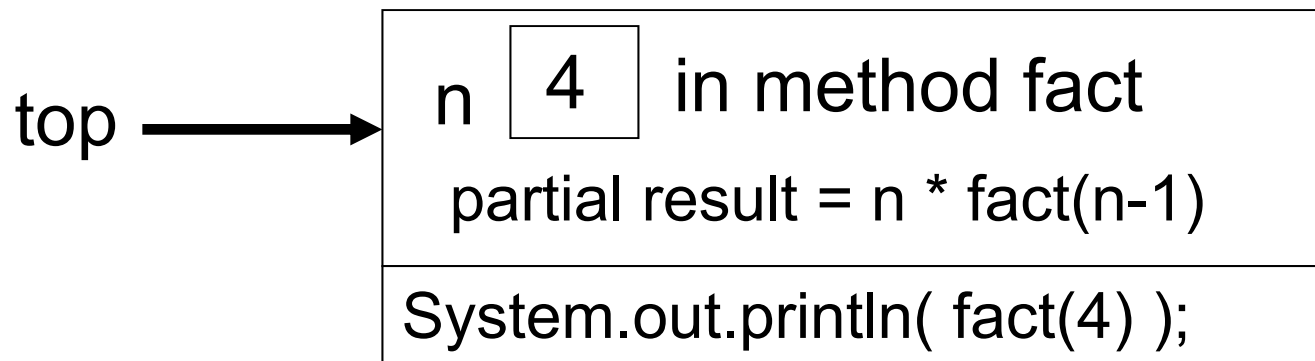 top
n 4 in method fact
partial result = n * fact(n-1)
System.out.println( fact(4) );